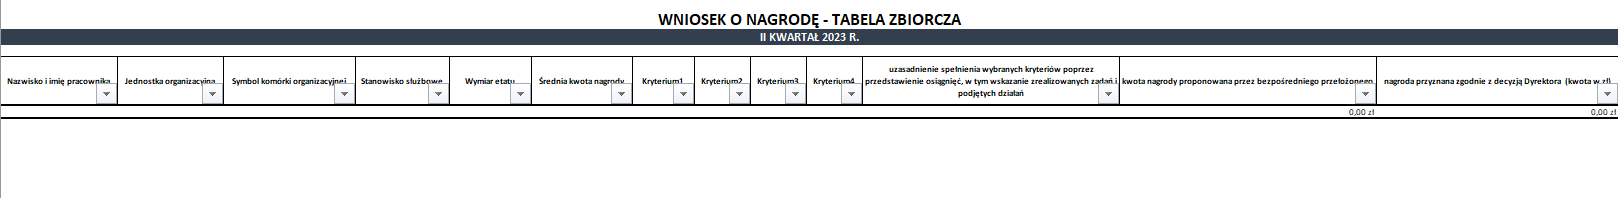 WNIOSEK O NAGRODĘ - TABELA ZBIORCZA
II KWARTAŁ 2023 R.
Nazwisko i imię pracownika
Jednostka organizacyjna
Symbol komórki organizacyjnej
Stanowisko służbowe
Wymiar etatu
Średnia kwota nagrody
Kryterium1
Kryterium2
Kryterium3
Kryterium4
uzasadnienie spełnienia wybranych kryteriów poprzez
przedstawienie osiągnięć, w tym wskazanie zrealizowanych zadań i
podjętych działań
kwota nagrody proponowana przez bezpośredniego przełożonego
nagroda przyznana zgodnie z decyzją Dyrektora (kwota w zł)
0,00 zł
0,00 zł